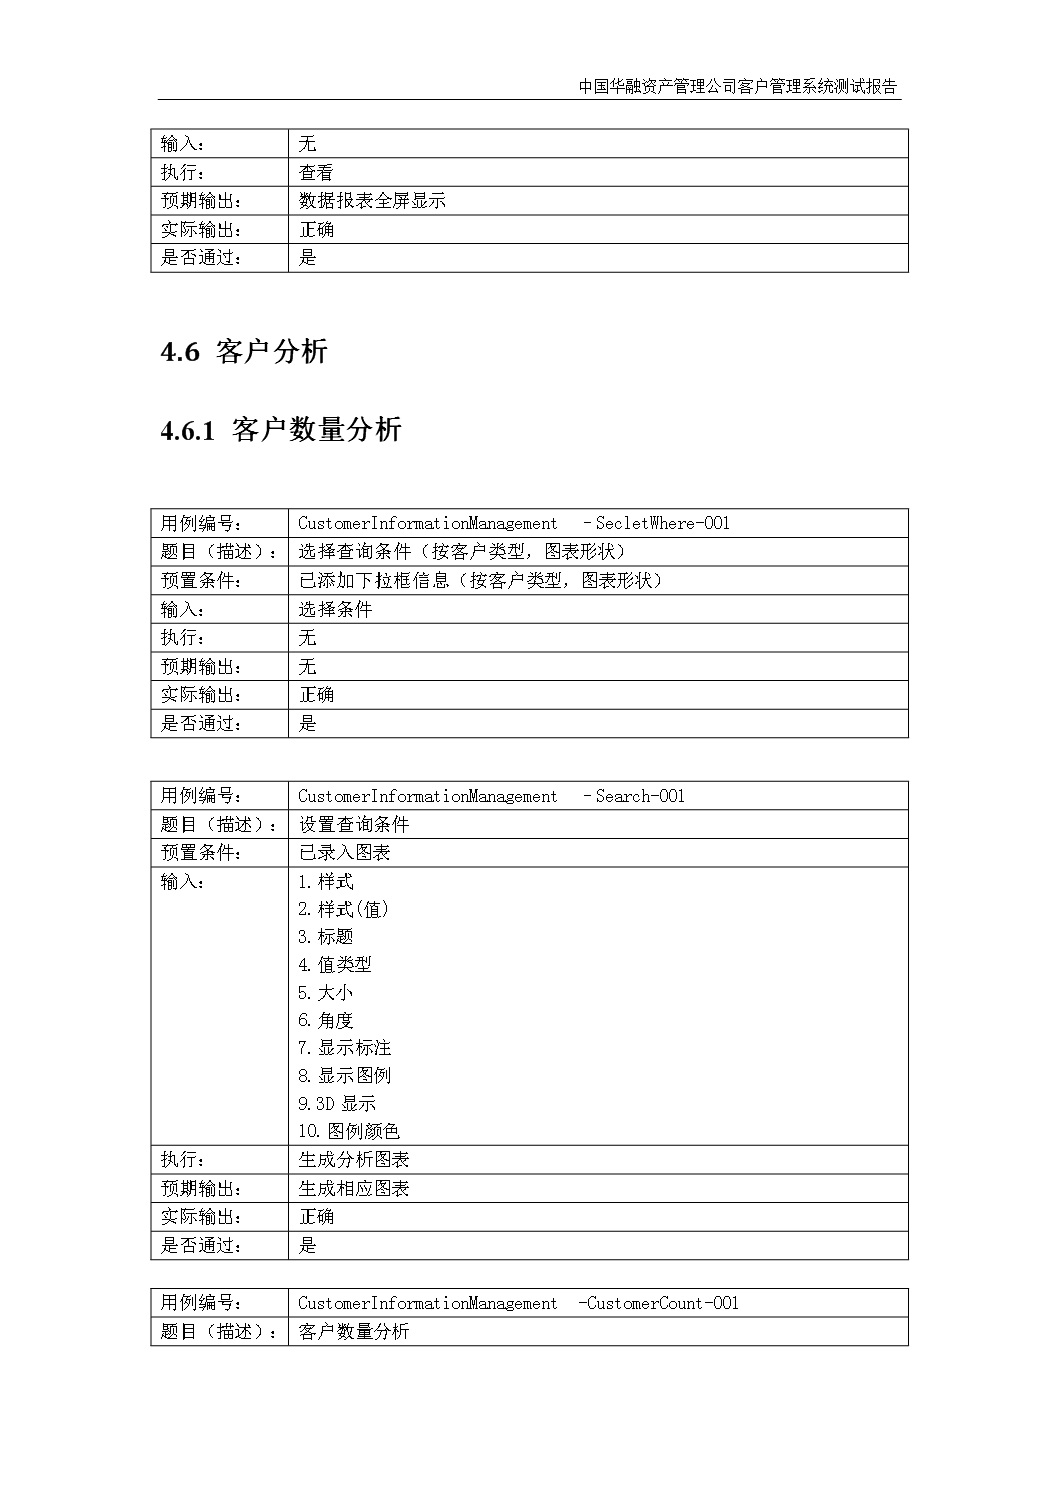 中国华融资产管理公司客户管理系统测试报告
输入： 无
执行： 查看
预期输出： 数据报表全屏显示
实际输出： 正确
是否通过： 是
4.6 客户分析
4.6.1 客户数量分析
用例编号： CustomerInformationManagement –SecletWhere-001
题目（描述）： 选择查询条件（按客户类型，图表形状）
预置条件： 已添加下拉框信息（按客户类型，图表形状）
输入： 选择条件
执行： 无
预期输出： 无
实际输出： 正确
是否通过： 是
用例编号： CustomerInformationManagement –Search-001
题目（描述）： 设置查询条件
预置条件： 已录入图表
输入： 1.样式
2.样式(值)
3.标题
4.值类型
5.大小
6.角度
7.显示标注
8.显示图例
9.3D 显示
10.图例颜色
执行： 生成分析图表
预期输出： 生成相应图表
实际输出： 正确
是否通过： 是
用例编号： CustomerInformationManagement -CustomerCount-001
题目（描述）： 客户数量分析